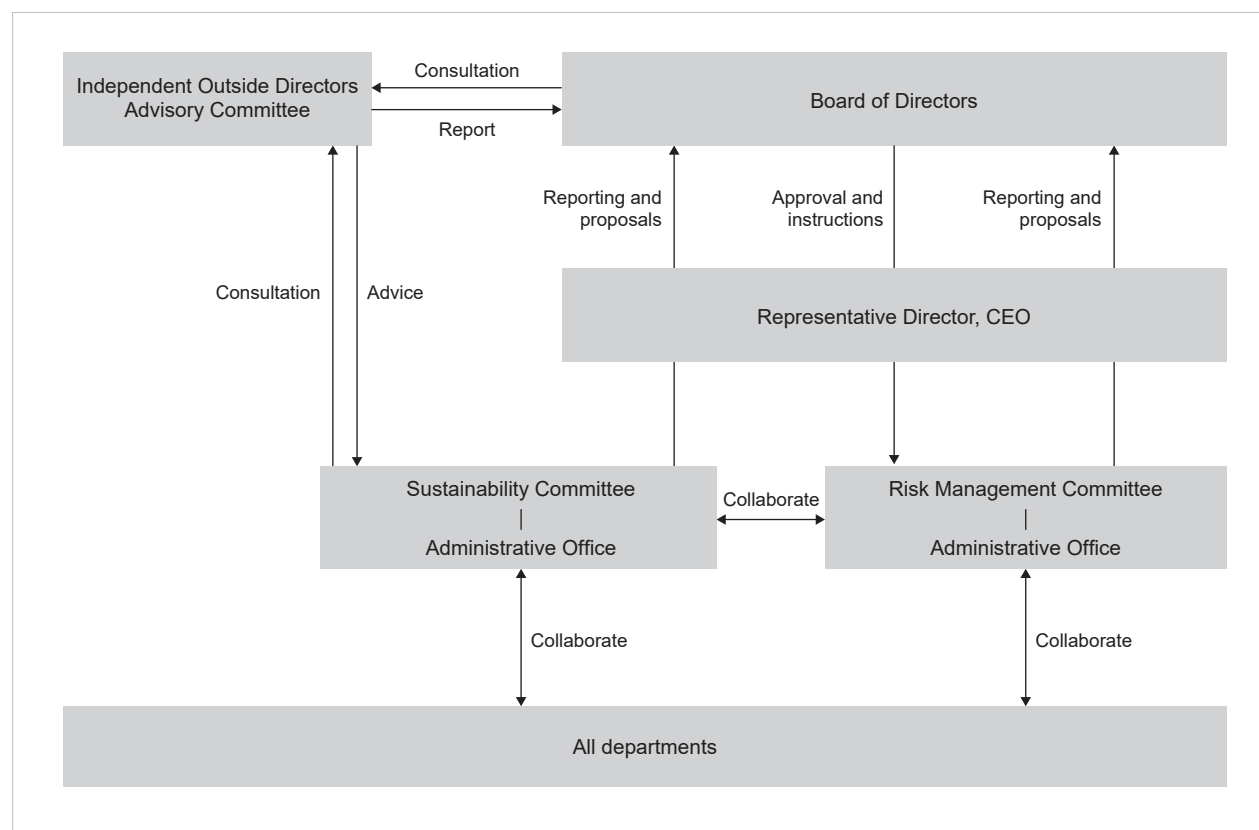 Independent Outside Directors
Advisory Committee
Consultation
Report
Board of Directors
Reporting and
proposals
Approval and
instructions
Reporting and
proposals
Consultation
Advice
Representative Director, CEO
Sustainability Committee
Administrative Office
Collaborate
Risk Management Committee
Administrative Office
Collaborate
Collaborate
All departments